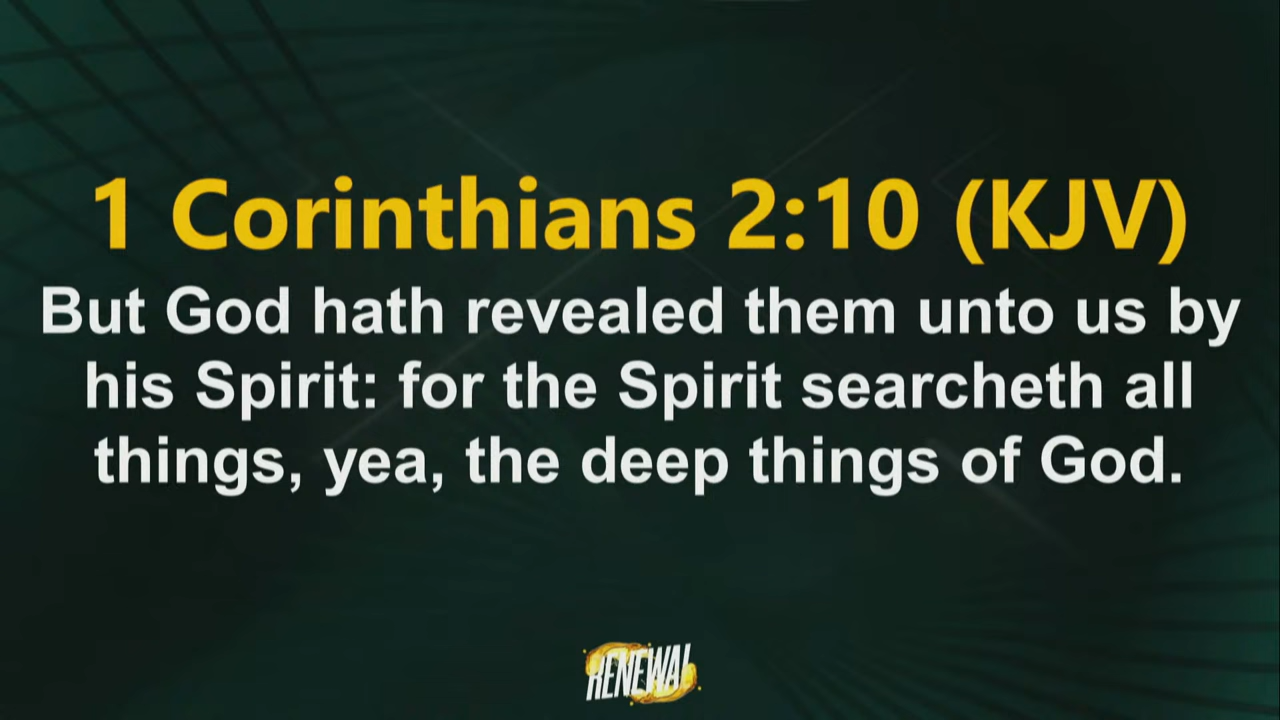 1 Corinthians 2:10 (KJV)
But God hath revealed them unto us by
his Spirit: for the Spirit searcheth all
things, yea, the deep things of God.
RENEWAL